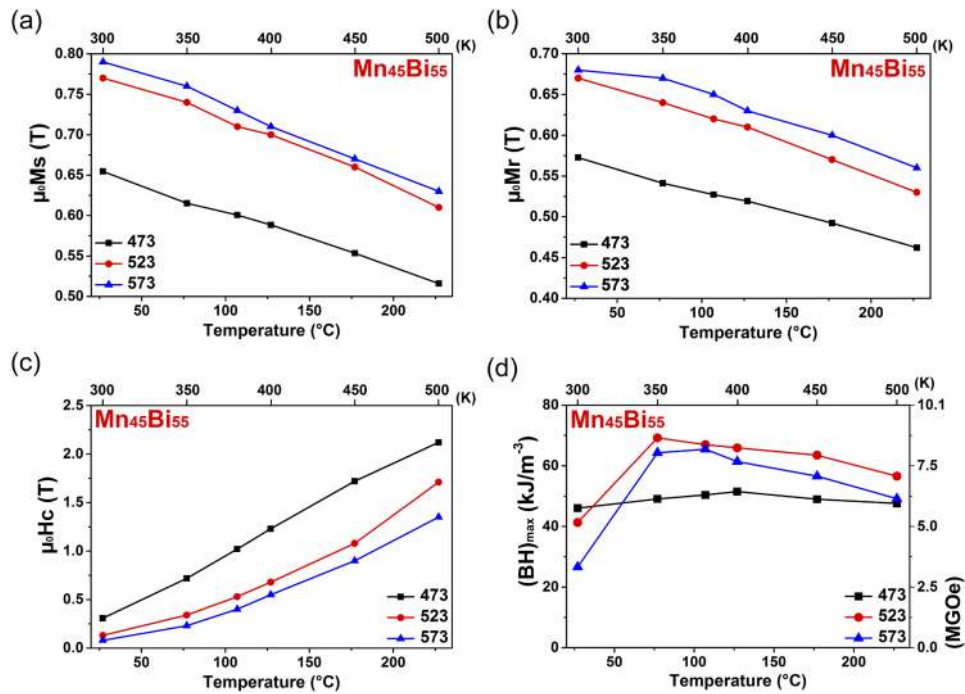 (a)
300 350 400 450 500 (K)
Mn45Bi55
0.80
0.75
0.70
0.65
0.60
0.55
0.50
μ₀Ms (T)
473
523
573
50 100 150 200
Temperature (°C)
(b)
300 350 400 450 500 (K)
Mn45Bi55
0.70
0.65
0.60
0.55
0.50
0.45
0.40
μ₀Mr (T)
473
523
573
50 100 150 200
Temperature (°C)
(c)
300 350 400 450 500 (K)
Mn45Bi55
2.5
2.0
1.5
1.0
0.5
0.0
μ₀Hc (T)
473
523
573
50 100 150 200
Temperature (°C)
(d)
300 350 400 450 500 (K)
Mn45Bi55
80
60
40
20
0
(BH)max (kJ/m⁻³)
10.1
7.5
5.0
2.5
0.0
(MGOe)
473
523
573
50 100 150 200
Temperature (°C)